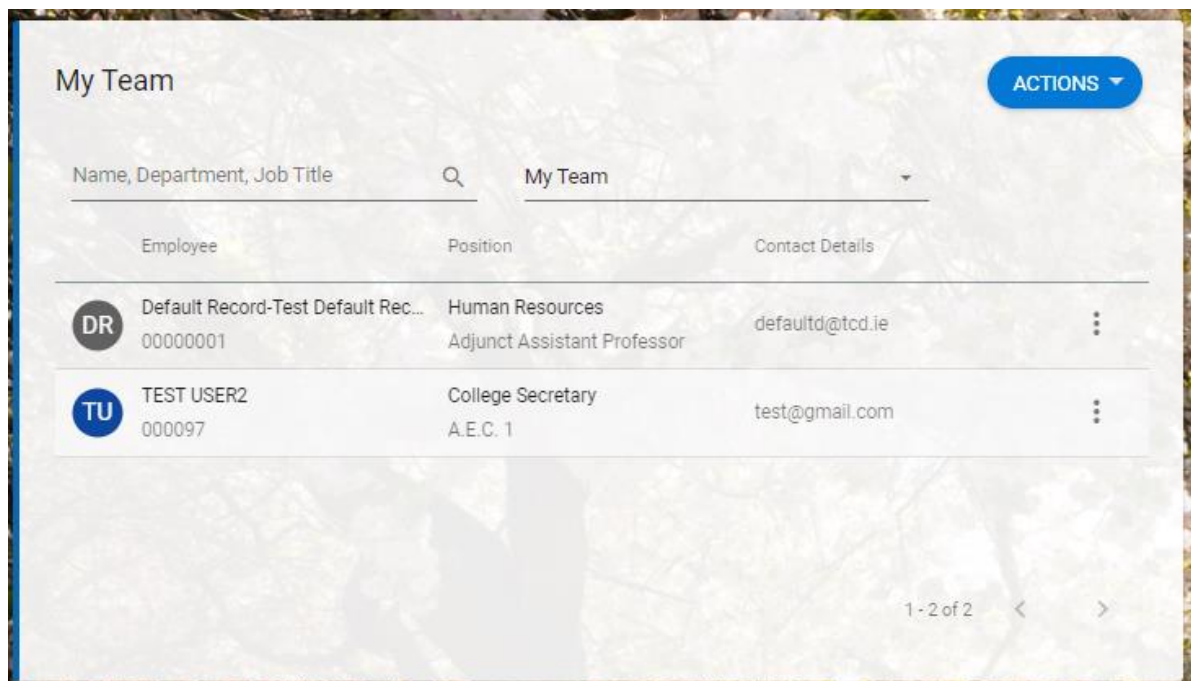 My Team
ACTIONS
Name, Department, Job Title
My Team
Employee
Position
Contact Details
DR
Default Record-Test Default Rec...
00000001
Human Resources
Adjunct Assistant Professor
defaultd@tcd.ie
TU
TEST USER2
000097
College Secretary
A.E.C. 1
test@gmail.com
1 - 2 of 2